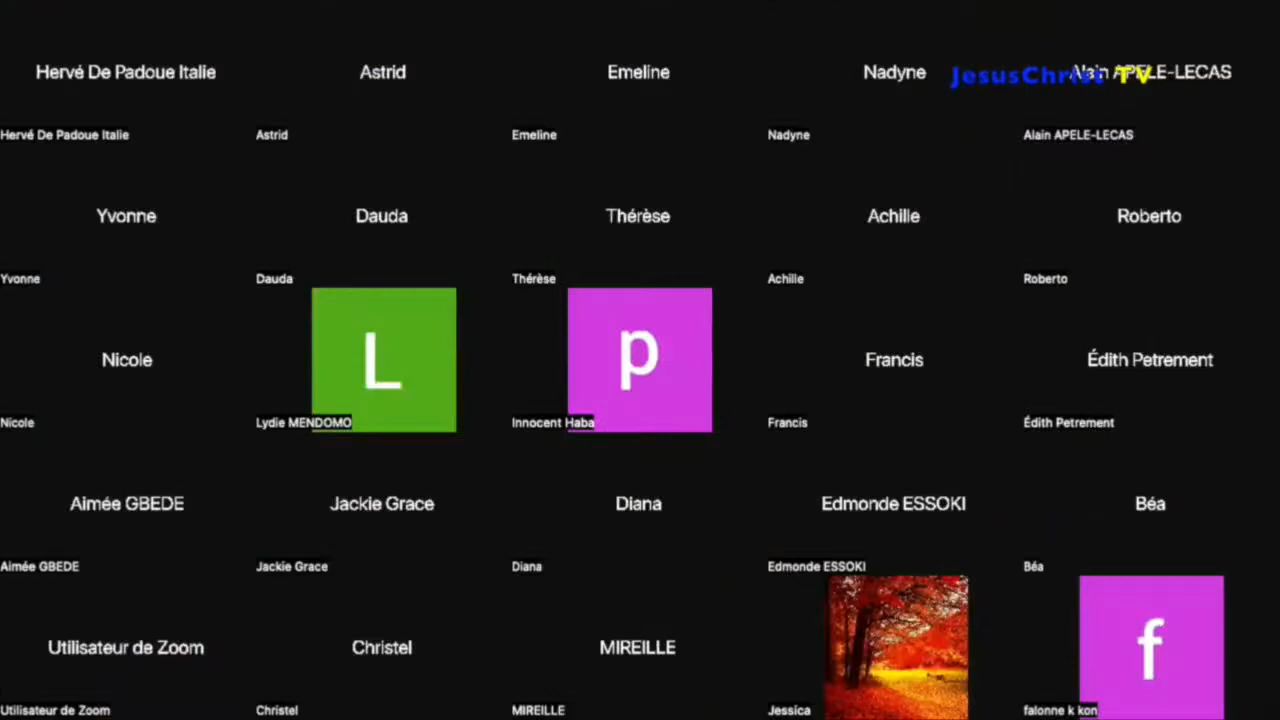 Hervé De Padoue Italie
Astrid
Emeline
Nadyne
Alain APELE-LECAS
JesusChrist TV
Hervé De Padoue Italie
Astrid
Emeline
Nadyne
Alain APELE-LECAS
Yvonne
Dauda
Thérèse
Achille
Roberto
Yvonne
Dauda
Thérèse
Achille
Roberto
Nicole
L
p
Francis
Édith Petrement
Nicole
Lydie MENDOMO
Innocent Haba
Francis
Édith Petrement
Aimée GBEDE
Jackie Grace
Diana
Edmonde ESSOKI
Béa
Aimée GBEDE
Jackie Grace
Diana
Edmonde ESSOKI
Béa
Utilisateur de Zoom
Christel
MIREILLE
f
Utilisateur de Zoom
Christel
MIREILLE
Jessica
falonne k kon